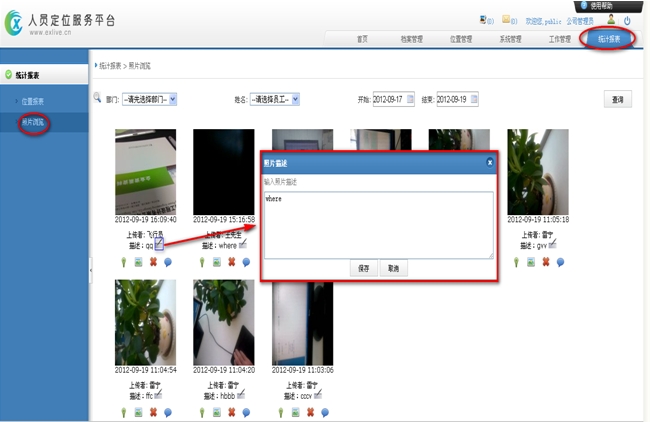 人员定位服务平台
www.exlive.cn
使用帮助
(0) (0) 欢迎您,public 公司管理员
首页 档案管理 位置管理 系统管理 工作管理 统计报表
统计报表
位置报表
照片浏览
统计报表 > 照片浏览
部门: --请先选择部门-- 姓名: --请选择员工-- 开始: 2012-09-17 结束: 2012-09-19 查询
2012-09-19 16:09:40
上传者: 飞行员
描述: qq
2012-09-19 15:16:58
上传者: 王先生
描述: where
照片描述
输入照片描述
where
保存 取消
2012-09-19 11:05:18
上传者: 雷宁
描述: gvv
2012-09-19 11:04:54
上传者: 雷宁
描述: ffc
2012-09-19 11:04:20
上传者: 雷宁
描述: hbbb
2012-09-19 11:03:06
上传者: 雷宁
描述: cccv